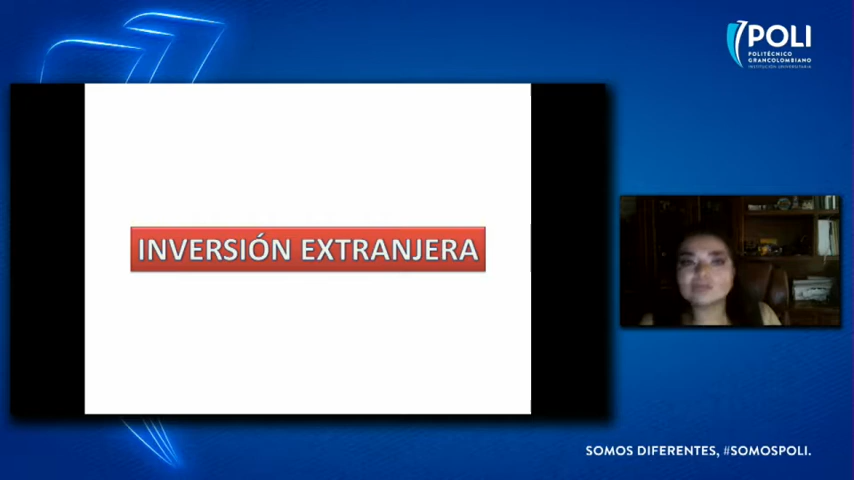 POLI
POLITÉCNICO
GRANCOLOMBIANO
INSTITUCIÓN UNIVERSITARIA
INVERSIÓN EXTRANJERA
SOMOS DIFERENTES, #SOMOSPOLI.